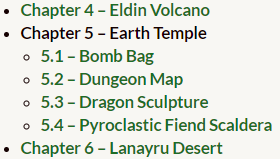 Chapter 4 – Eldin Volcano
Chapter 5 – Earth Temple
5.1 – Bomb Bag
5.2 – Dungeon Map
5.3 – Dragon Sculpture
5.4 – Pyroclastic Fiend Scaldera
Chapter 6 – Lanayru Desert